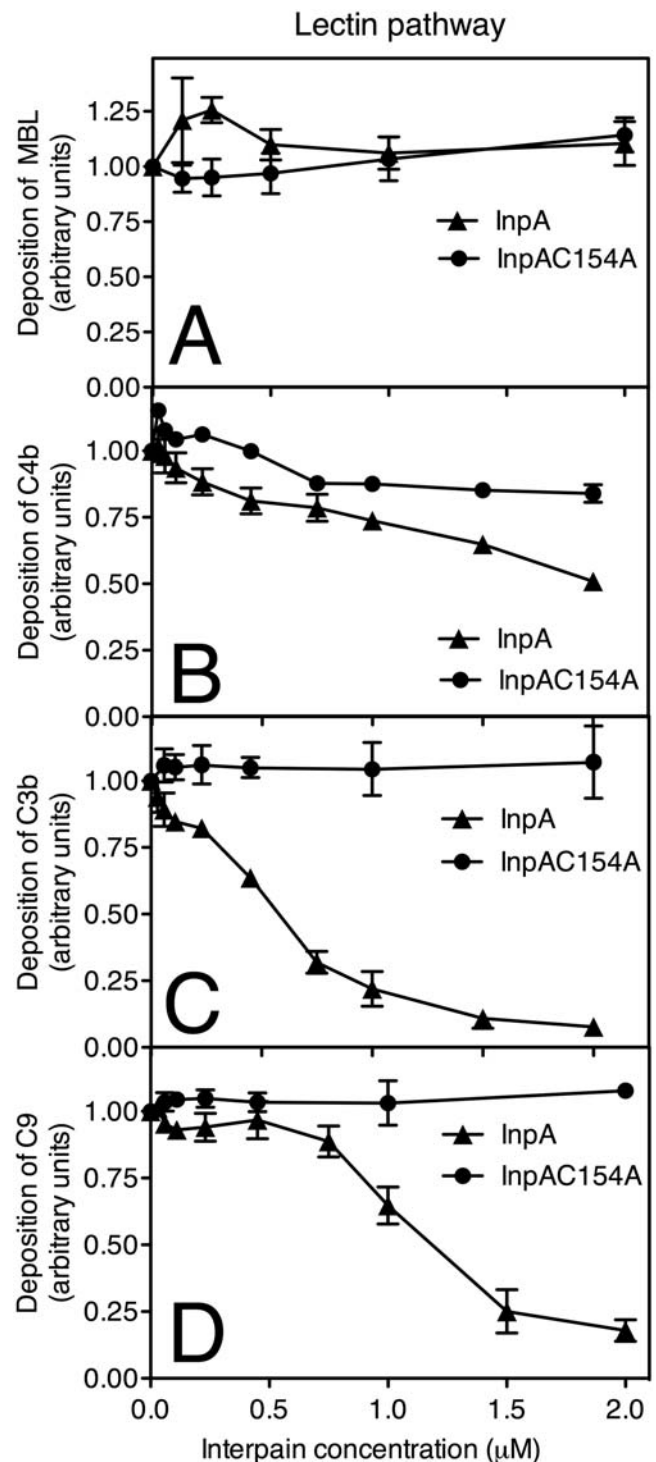 Lectin pathway
Deposition of MBL
(arbitrary units)
1.25
1.00
0.75
0.50
0.25
0.00
InpA
InpAC154A
A
Deposition of C4b
(arbitrary units)
1.00
0.75
0.50
0.25
0.00
InpA
InpAC154A
B
Deposition of C3b
(arbitrary units)
1.00
0.75
0.50
0.25
0.00
InpA
InpAC154A
C
Deposition of C9
(arbitrary units)
1.00
0.75
0.50
0.25
0.00
InpA
InpAC154A
D
0.0 0.5 1.0 1.5 2.0
Interpain concentration (μM)